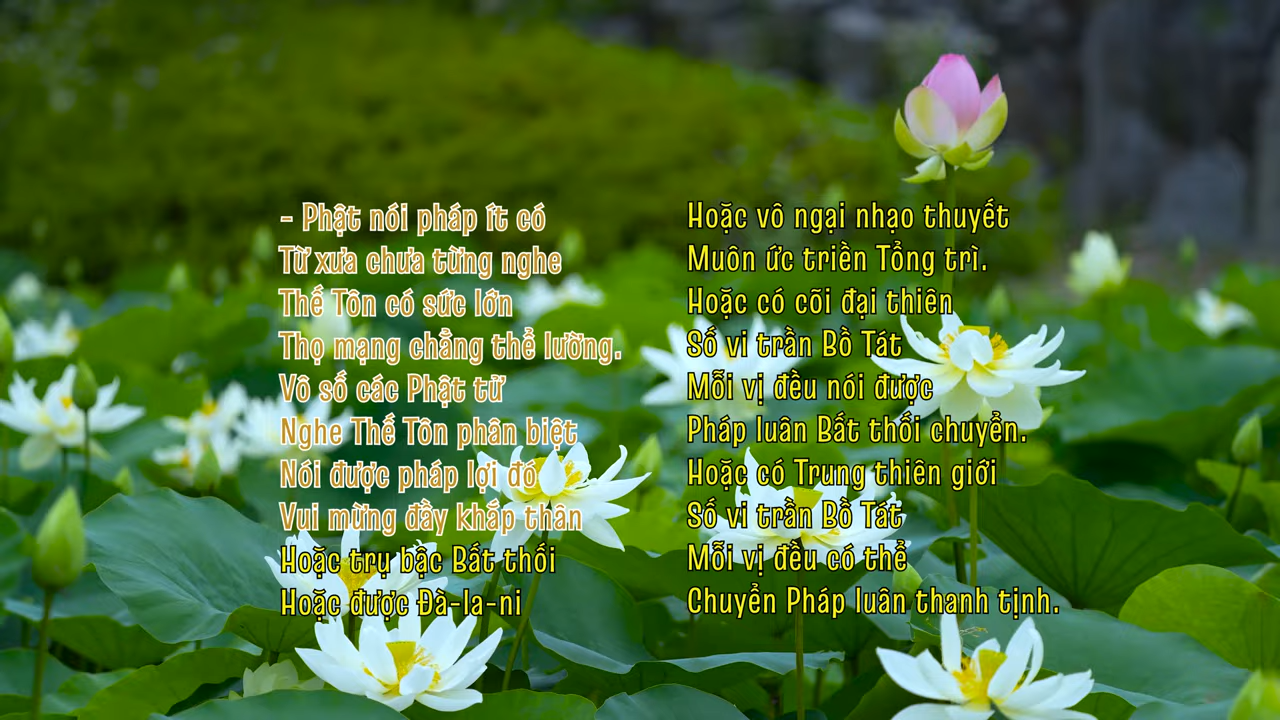 - Phật nói pháp ít có
Từ xưa chưa từng nghe
Thế Tôn có sức lớn
Thọ mạng chẳng thể lường.
Vô số các Phật tử
Nghe Thế Tôn phân biệt
Nói được pháp lợi đó
Vui mừng đầy khắp thân
Hoặc trụ bậc Bất thối
Hoặc được Đà-la-ni
Hoặc vô ngại nhạo thuyết
Muôn ức triền Tổng trì.
Hoặc có cõi đại thiên
Số vi trần Bồ Tát
Mỗi vị đều nói được
Pháp luân Bất thối chuyển.
Hoặc có Trung thiên giới
Số vi trần Bồ Tát
Mỗi vị đều có thể
Chuyển Pháp luân thanh tịnh.